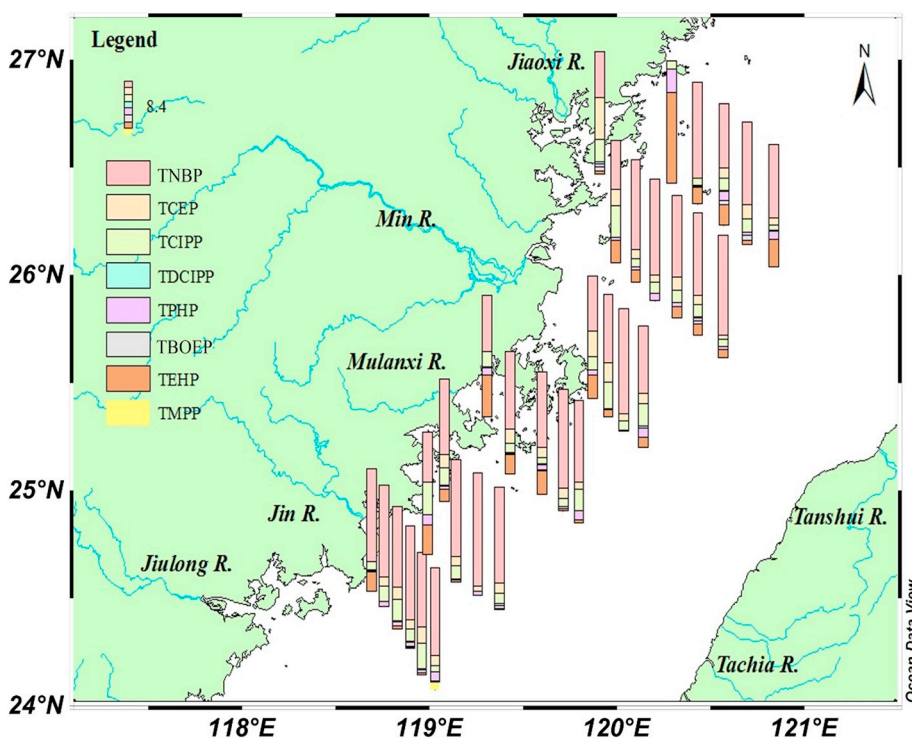 Legend
8.4
TNBP
TCEP
TCIPP
TDCIPP
TPHP
TBOEP
TEHP
TMPP
N
Jiaoxi R.
Min R.
Mulanxi R.
Jin R.
Jiulong R.
Tanshui R.
Tachia R.
27°N
26°N
25°N
24°N
118°E
119°E
120°E
121°E
Ocean Data View